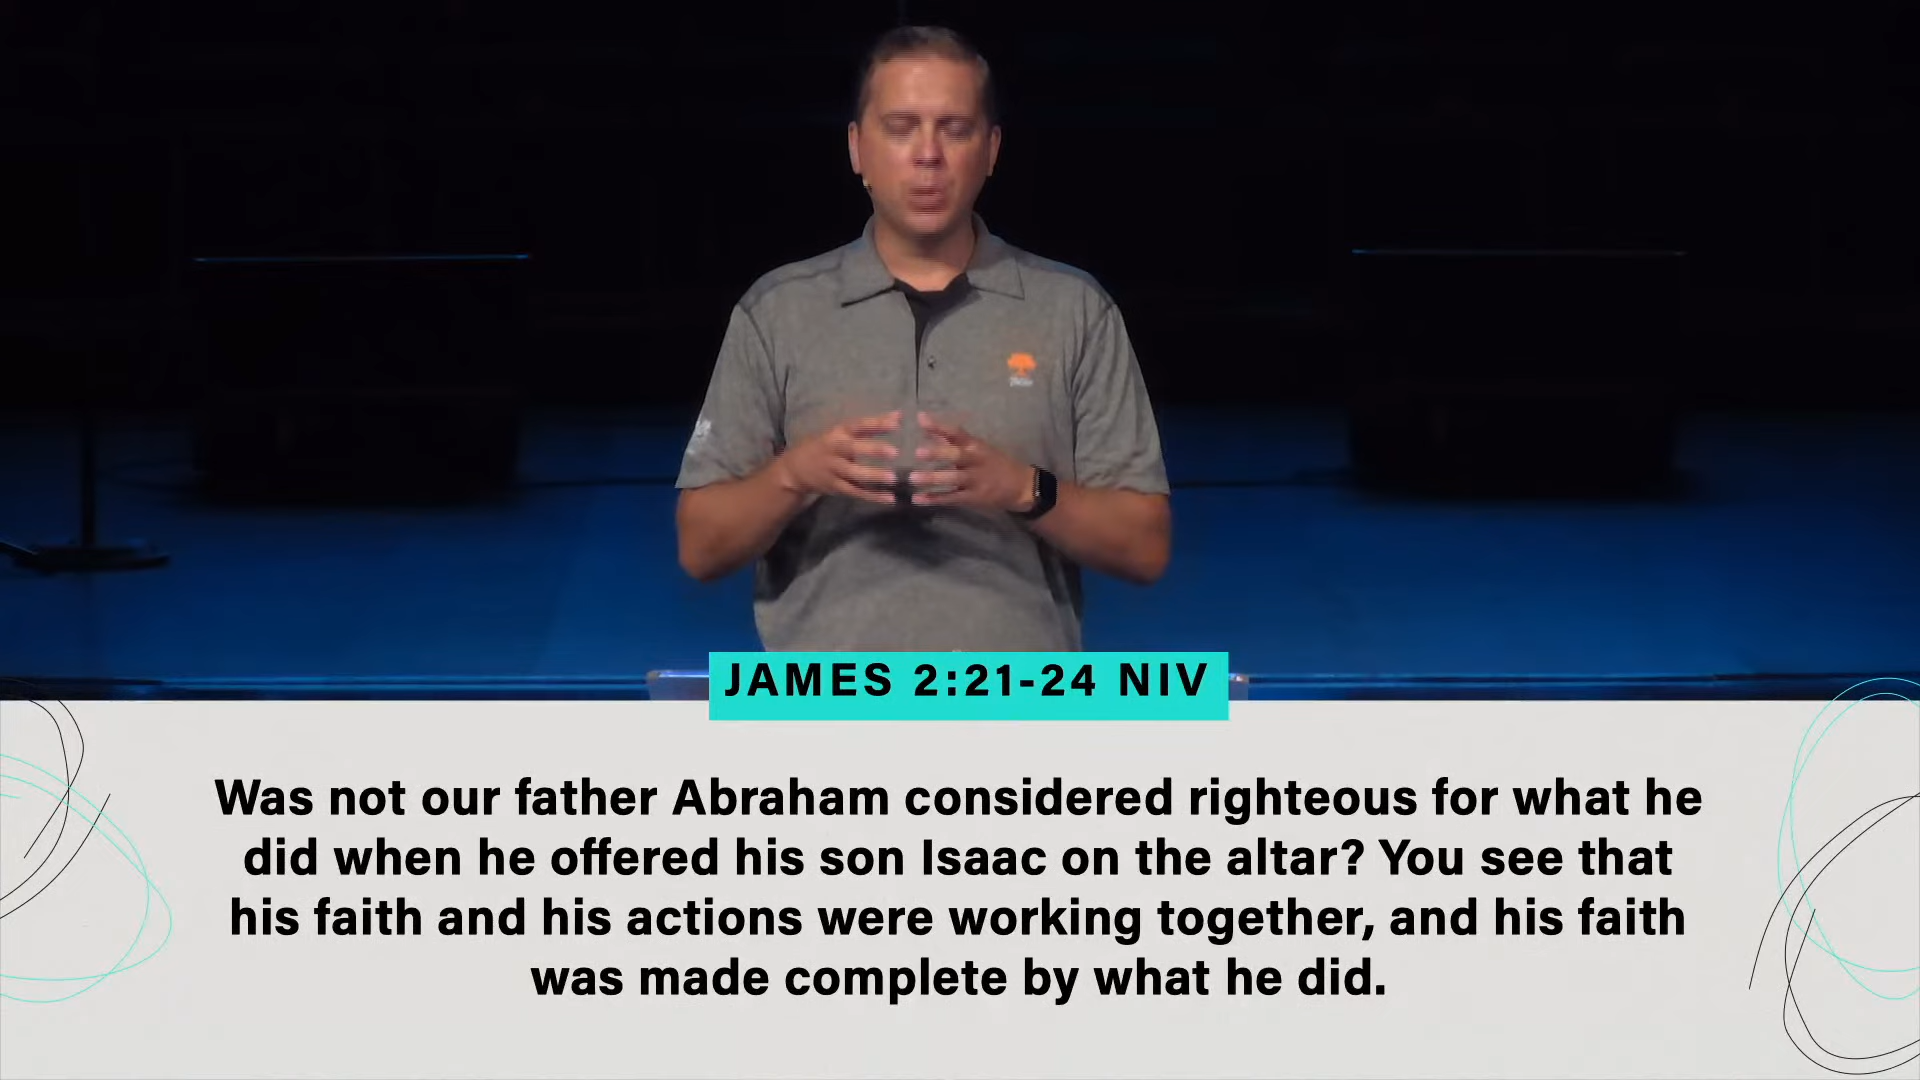 JAMES 2:21-24 NIV
Was not our father Abraham considered righteous for what he
did when he offered his son Isaac on the altar? You see that
his faith and his actions were working together, and his faith
was made complete by what he did.